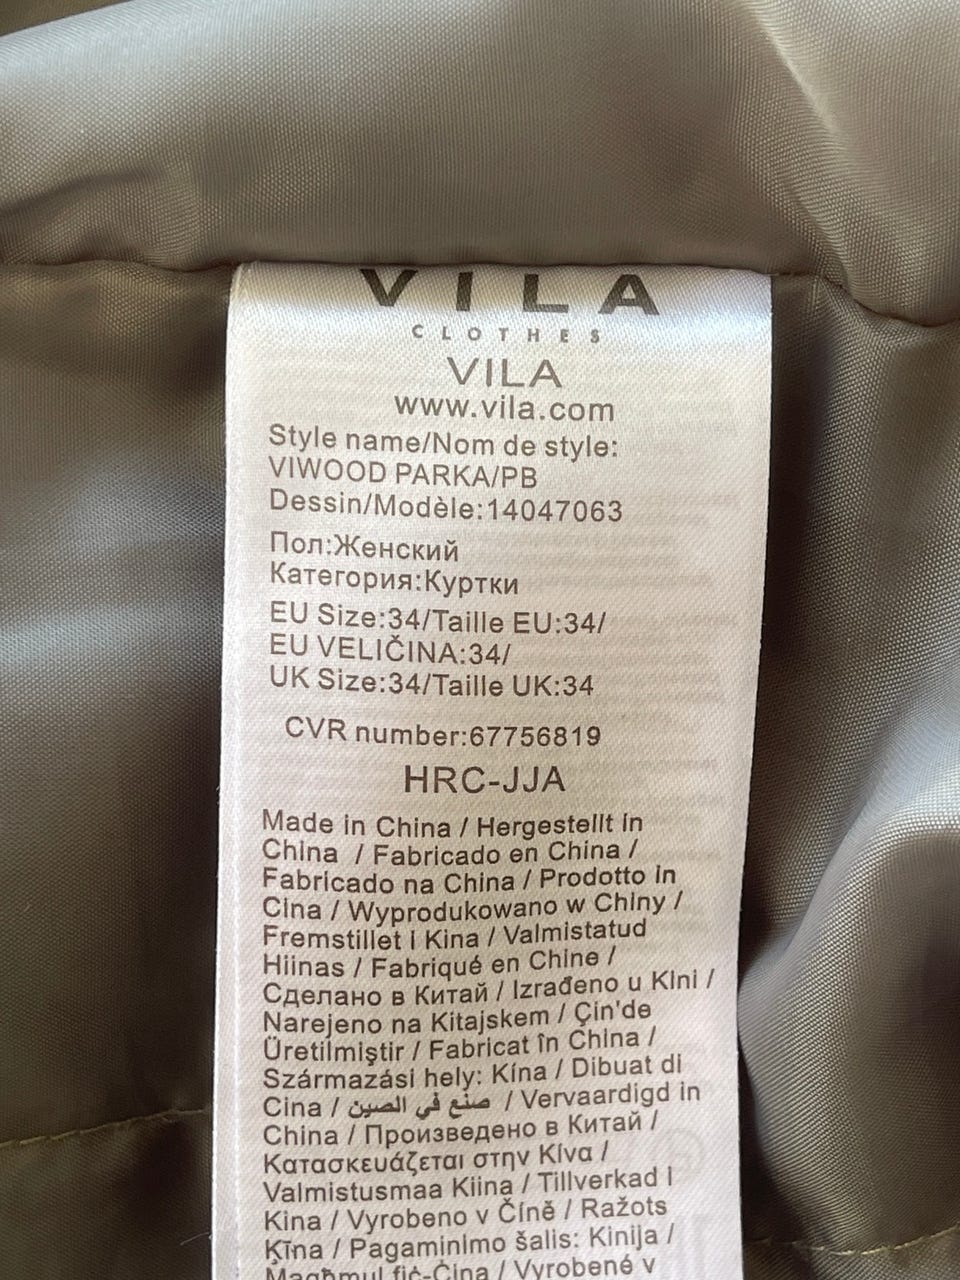 VILA
CLOTHES
VILA
www.vila.com
Style name/Nom de style:
VIWOOD PARKA/PB
Dessin/Modèle:14047063
Пол:Женский
Категория:Куртки
EU Size:34/Taille EU:34/
EU VELIČINA:34/
UK Size:34/Taille UK:34
CVR number:67756819
HRC-JJA
Made in China / Hergestellt in
China / Fabricado en China /
Fabricado na China / Prodotto in
Cina / Wyprodukowano w Chiny /
Fremstillet i Kina / Valmistatud
Hiinas / Fabriqué en Chine /
Сделано в Китай / Izrađeno u Kini /
Narejeno na Kitajskem / Çin'de
Üretilmiştir / Fabricat în China /
Származási hely: Kína / Dibuat di
Cina / صنع في الصين / Vervaardigd in
China / Произведено в Китай /
Κατασκευάζεται στην Κίνα /
Valmistusmaa Kiina / Tillverkad i
Kina / Vyrobeno v Číně / Ražots
Ķīna / Pagaminimo šalis: Kinija /
Magħmul fiċ-Ċina / Vyrobené v